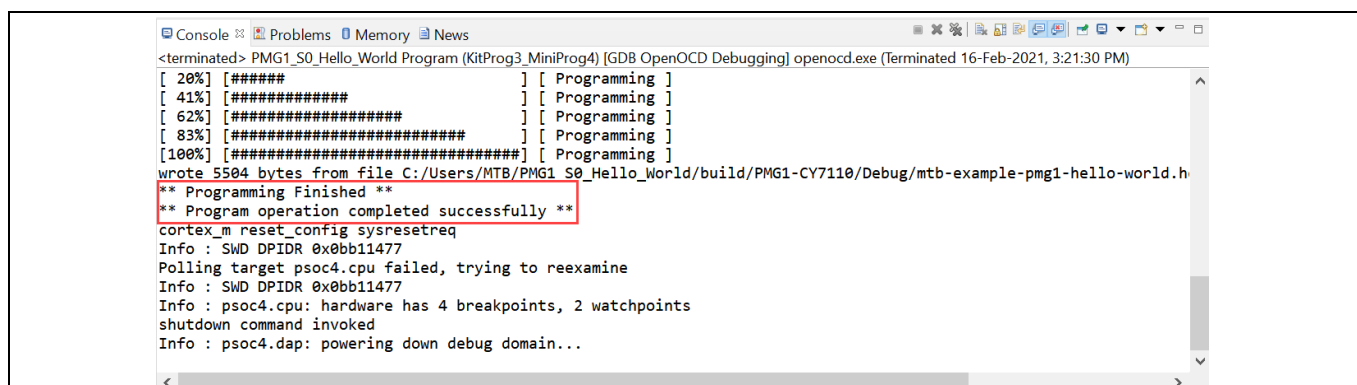 Console Problems Memory News
<terminated> PMG1_S0_Hello_World Program (KitProg3_MiniProg4) [GDB OpenOCD Debugging] openocd.exe (Terminated 16-Feb-2021, 3:21:30 PM)
[ 20%] [###### ] [ Programming ]
[ 41%] [############# ] [ Programming ]
[ 62%] [################### ] [ Programming ]
[ 83%] [########################## ] [ Programming ]
[100%] [################################] [ Programming ]
wrote 5504 bytes from file C:/Users/MTB/PMG1_S0_Hello_World/build/PMG1-CY7110/Debug/mtb-example-pmg1-hello-world.h
** Programming Finished **
** Program operation completed successfully **
cortex_m reset_config sysresetreq
Info : SWD DPIDR 0x0bb11477
Polling target psoc4.cpu failed, trying to reexamine
Info : SWD DPIDR 0x0bb11477
Info : psoc4.cpu: hardware has 4 breakpoints, 2 watchpoints
shutdown command invoked
Info : psoc4.dap: powering down debug domain...